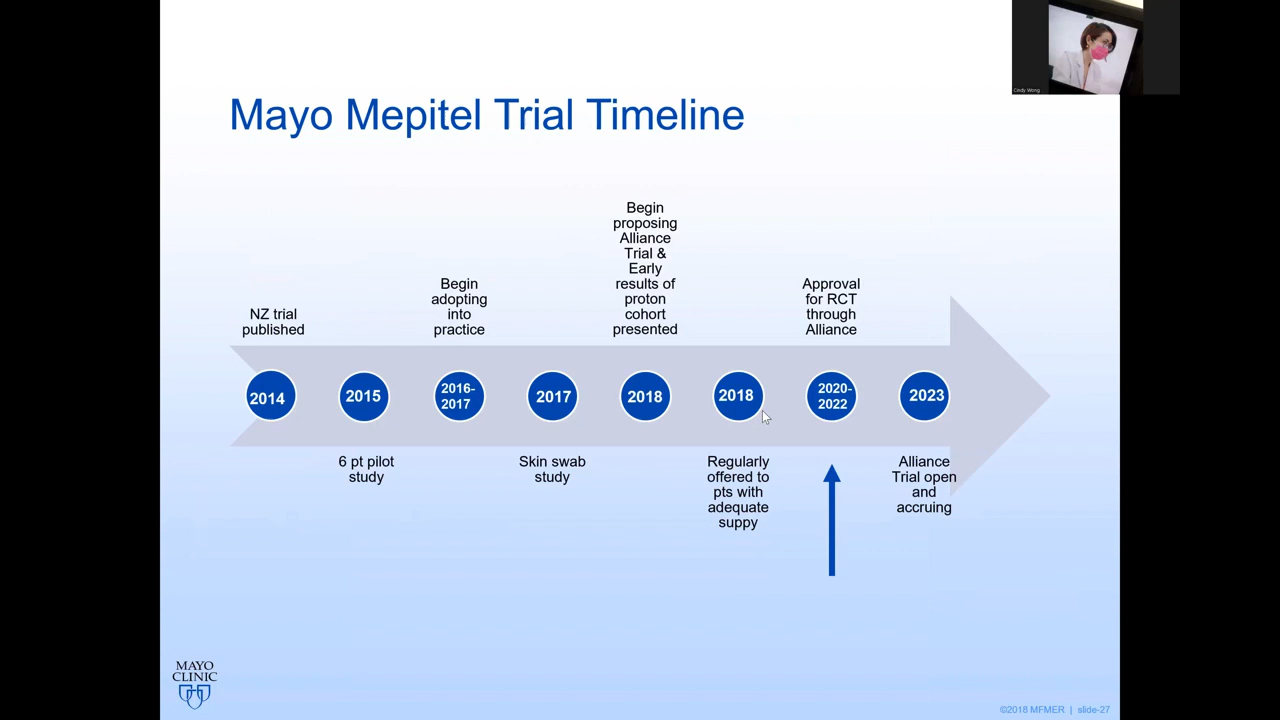 Cindy Wong
Mayo Mepitel Trial Timeline
NZ trial
published
Begin
adopting
into
practice
Begin
proposing
Alliance
Trial &
Early
results of
proton
cohort
presented
Approval
for RCT
through
Alliance
2014
2015
2016-
2017
2017
2018
2018
2020-
2022
2023
6 pt pilot
study
Skin swab
study
Regularly
offered to
pts with
adequate
suppy
Alliance
Trial open
and
accruing
MAYO
CLINIC
©2018 MFMER | slide-27